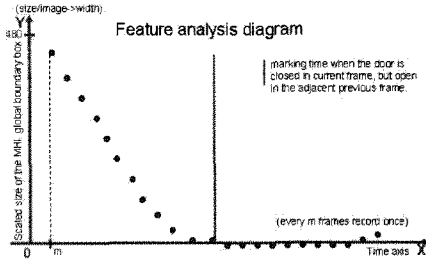 (size/image->width)
Y
480
Feature analysis diagram
Scaled size of the MHI global boundary box
marking time when the door is
closed in current frame, but open
in the adjacent previous frame.
(every m frames record once)
0
m
Time axis
X